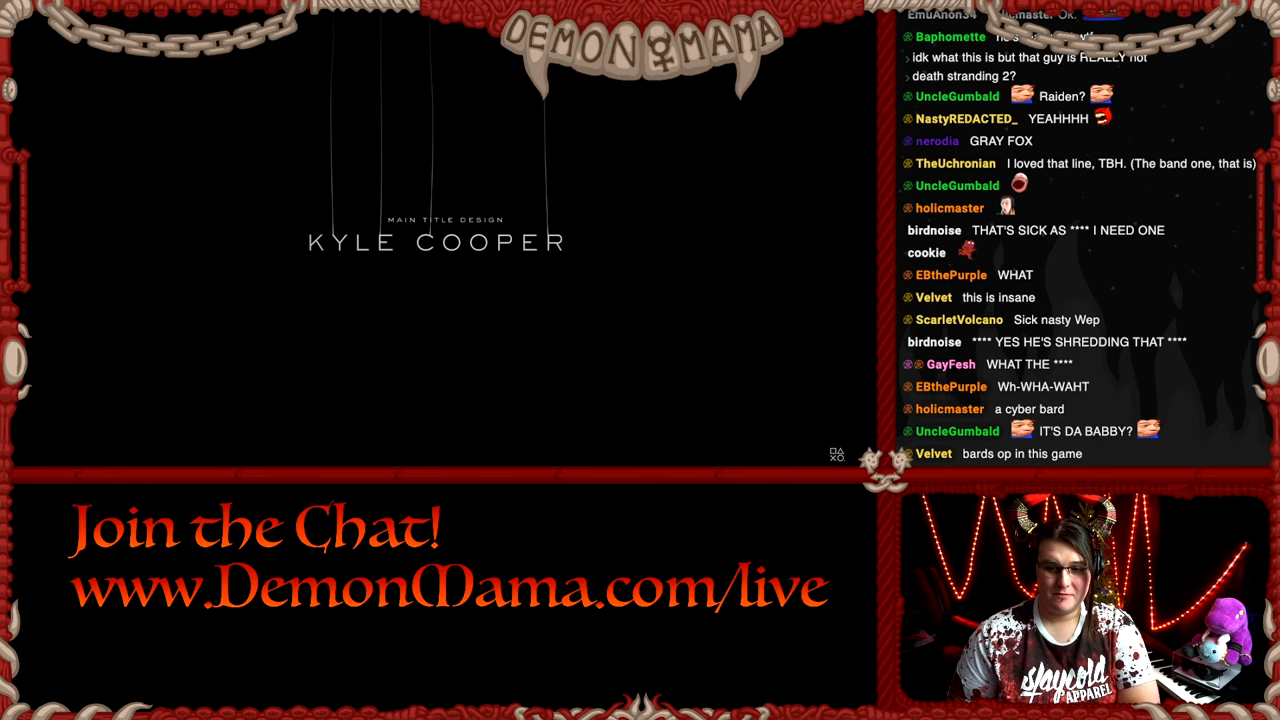 DEMON MAMA
MAIN TITLE DESIGN
KYLE COOPER
EmuAnon34
Baphomette
idk what this is but that guy is REALLY hot
death stranding 2?
UncleGumbald Raiden?
NastyREDACTED_ YEAHHHH
nerodia GRAY FOX
TheUchronian I loved that line, TBH. (The band one, that is)
UncleGumbald
holicmaster
birdnoise THAT'S SICK AS **** I NEED ONE
cookie
EBthePurple WHAT
Velvet this is insane
ScarletVolcano Sick nasty Wep
birdnoise **** YES HE'S SHREDDING THAT ****
GayFesh WHAT THE ****
EBthePurple Wh-WHA-WAHT
holicmaster a cyber bard
UncleGumbald IT'S DA BABBY?
Velvet bards op in this game
Join the Chat!
www.DemonMama.com/live
staycold
APPAREL